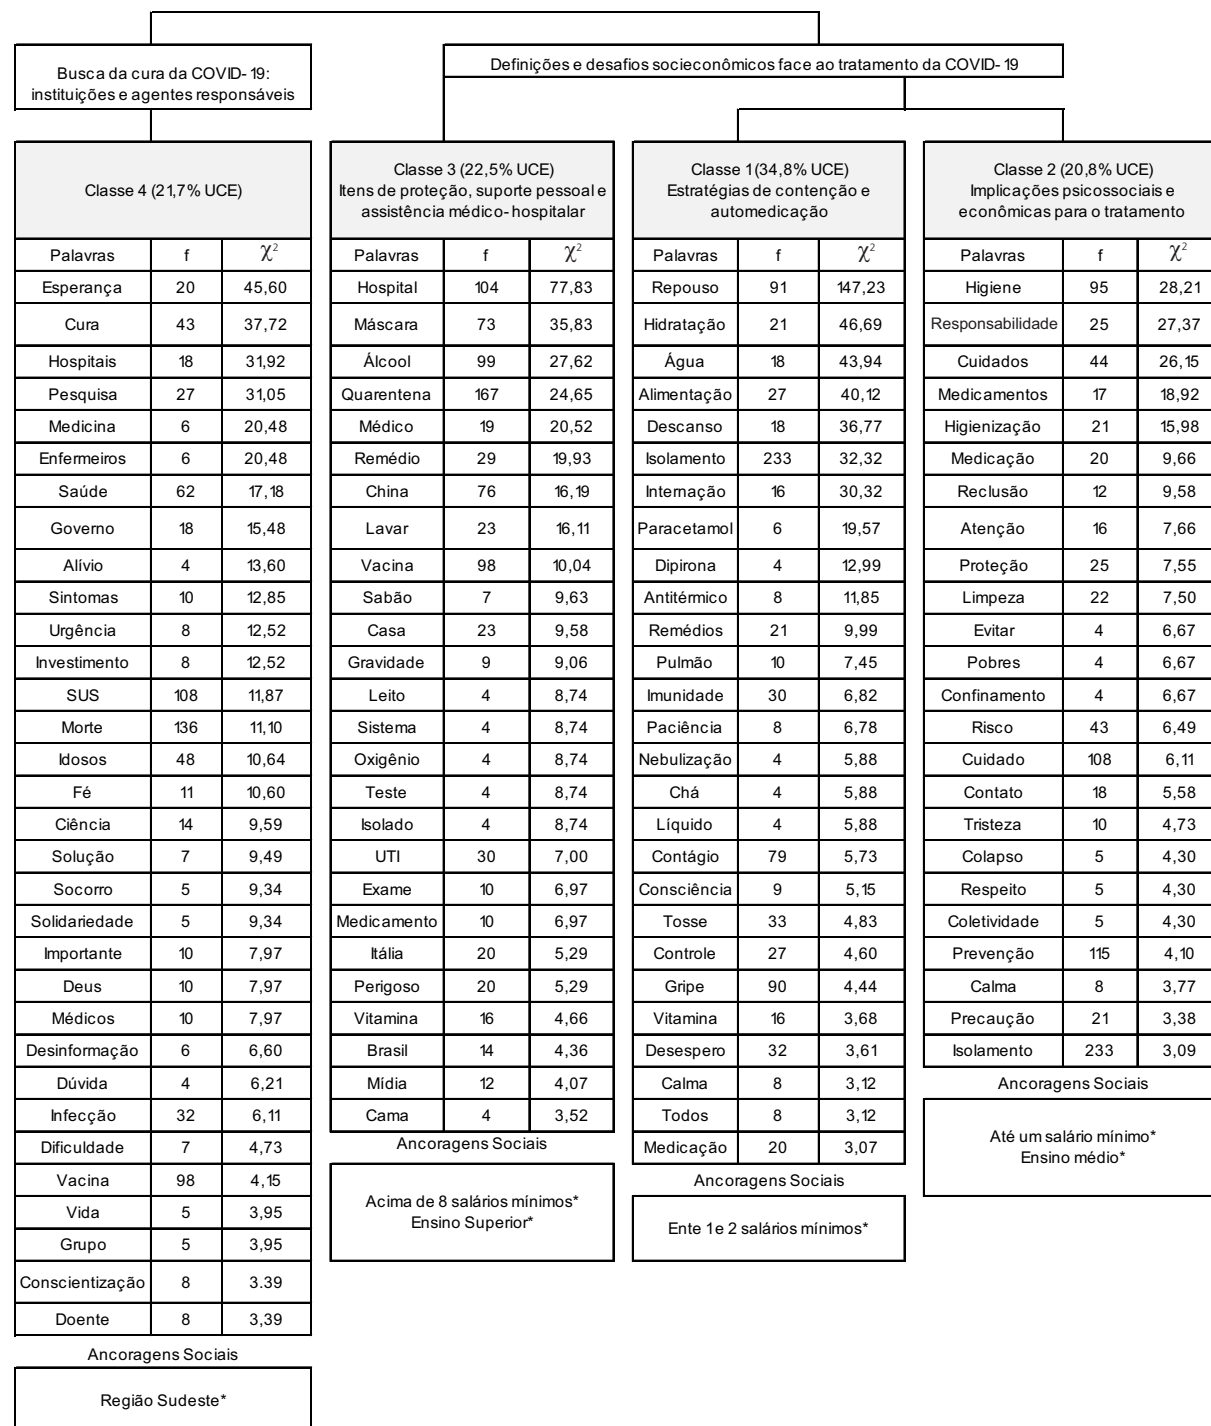 Busca da cura da COVID-19:
instituições e agentes responsáveis
Definições e desafios socieconômicos face ao tratamento da COVID-19
Classe 4 (21,7% UCE)
Palavras f χ²
Esperança 20 45,60
Cura 43 37,72
Hospitais 18 31,92
Pesquisa 27 31,05
Medicina 6 20,48
Enfermeiros 6 20,48
Saúde 62 17,18
Governo 18 15,48
Alívio 4 13,60
Sintomas 10 12,85
Urgência 8 12,52
Investimento 8 12,52
SUS 108 11,87
Morte 136 11,10
Idosos 48 10,64
Fé 11 10,60
Ciência 14 9,59
Solução 7 9,49
Socorro 5 9,34
Solidariedade 5 9,34
Importante 10 7,97
Deus 10 7,97
Médicos 10 7,97
Desinformação 6 6,60
Dúvida 4 6,21
Infecção 32 6,11
Dificuldade 7 4,73
Vacina 98 4,15
Vida 5 3,95
Grupo 5 3,95
Conscientização 8 3.39
Doente 8 3,39
Ancoragens Sociais
Região Sudeste*
Classe 3 (22,5% UCE)
Itens de proteção, suporte pessoal e
assistência médico-hospitalar
Palavras f χ²
Hospital 104 77,83
Máscara 73 35,83
Álcool 99 27,62
Quarentena 167 24,65
Médico 19 20,52
Remédio 29 19,93
China 76 16,19
Lavar 23 16,11
Vacina 98 10,04
Sabão 7 9,63
Casa 23 9,58
Gravidade 9 9,06
Leito 4 8,74
Sistema 4 8,74
Oxigênio 4 8,74
Teste 4 8,74
Isolado 4 8,74
UTI 30 7,00
Exame 10 6,97
Medicamento 10 6,97
Itália 20 5,29
Perigoso 20 5,29
Vitamina 16 4,66
Brasil 14 4,36
Mídia 12 4,07
Cama 4 3,52
Ancoragens Sociais
Acima de 8 salários mínimos*
Ensino Superior*
Classe 1 (34,8% UCE)
Estratégias de contenção e
automedicação
Palavras f χ²
Repouso 91 147,23
Hidratação 21 46,69
Água 18 43,94
Alimentação 27 40,12
Descanso 18 36,77
Isolamento 233 32,32
Internação 16 30,32
Paracetamol 6 19,57
Dipirona 4 12,99
Antitérmico 8 11,85
Remédios 21 9,99
Pulmão 10 7,45
Imunidade 30 6,82
Paciência 8 6,78
Nebulização 4 5,88
Chá 4 5,88
Líquido 4 5,88
Contágio 79 5,73
Consciência 9 5,15
Tosse 33 4,83
Controle 27 4,60
Gripe 90 4,44
Vitamina 16 3,68
Desespero 32 3,61
Calma 8 3,12
Todos 8 3,12
Medicação 20 3,07
Ancoragens Sociais
Ente 1 e 2 salários mínimos*
Classe 2 (20,8% UCE)
Implicações psicossociais e
econômicas para o tratamento
Palavras f χ²
Higiene 95 28,21
Responsabilidade 25 27,37
Cuidados 44 26,15
Medicamentos 17 18,92
Higienização 21 15,98
Medicação 20 9,66
Reclusão 12 9,58
Atenção 16 7,66
Proteção 25 7,55
Limpeza 22 7,50
Evitar 4 6,67
Pobres 4 6,67
Confinamento 4 6,67
Risco 43 6,49
Cuidado 108 6,11
Contato 18 5,58
Tristeza 10 4,73
Colapso 5 4,30
Respeito 5 4,30
Coletividade 5 4,30
Prevenção 115 4,10
Calma 8 3,77
Precaução 21 3,38
Isolamento 233 3,09
Ancoragens Sociais
Até um salário mínimo*
Ensino médio*